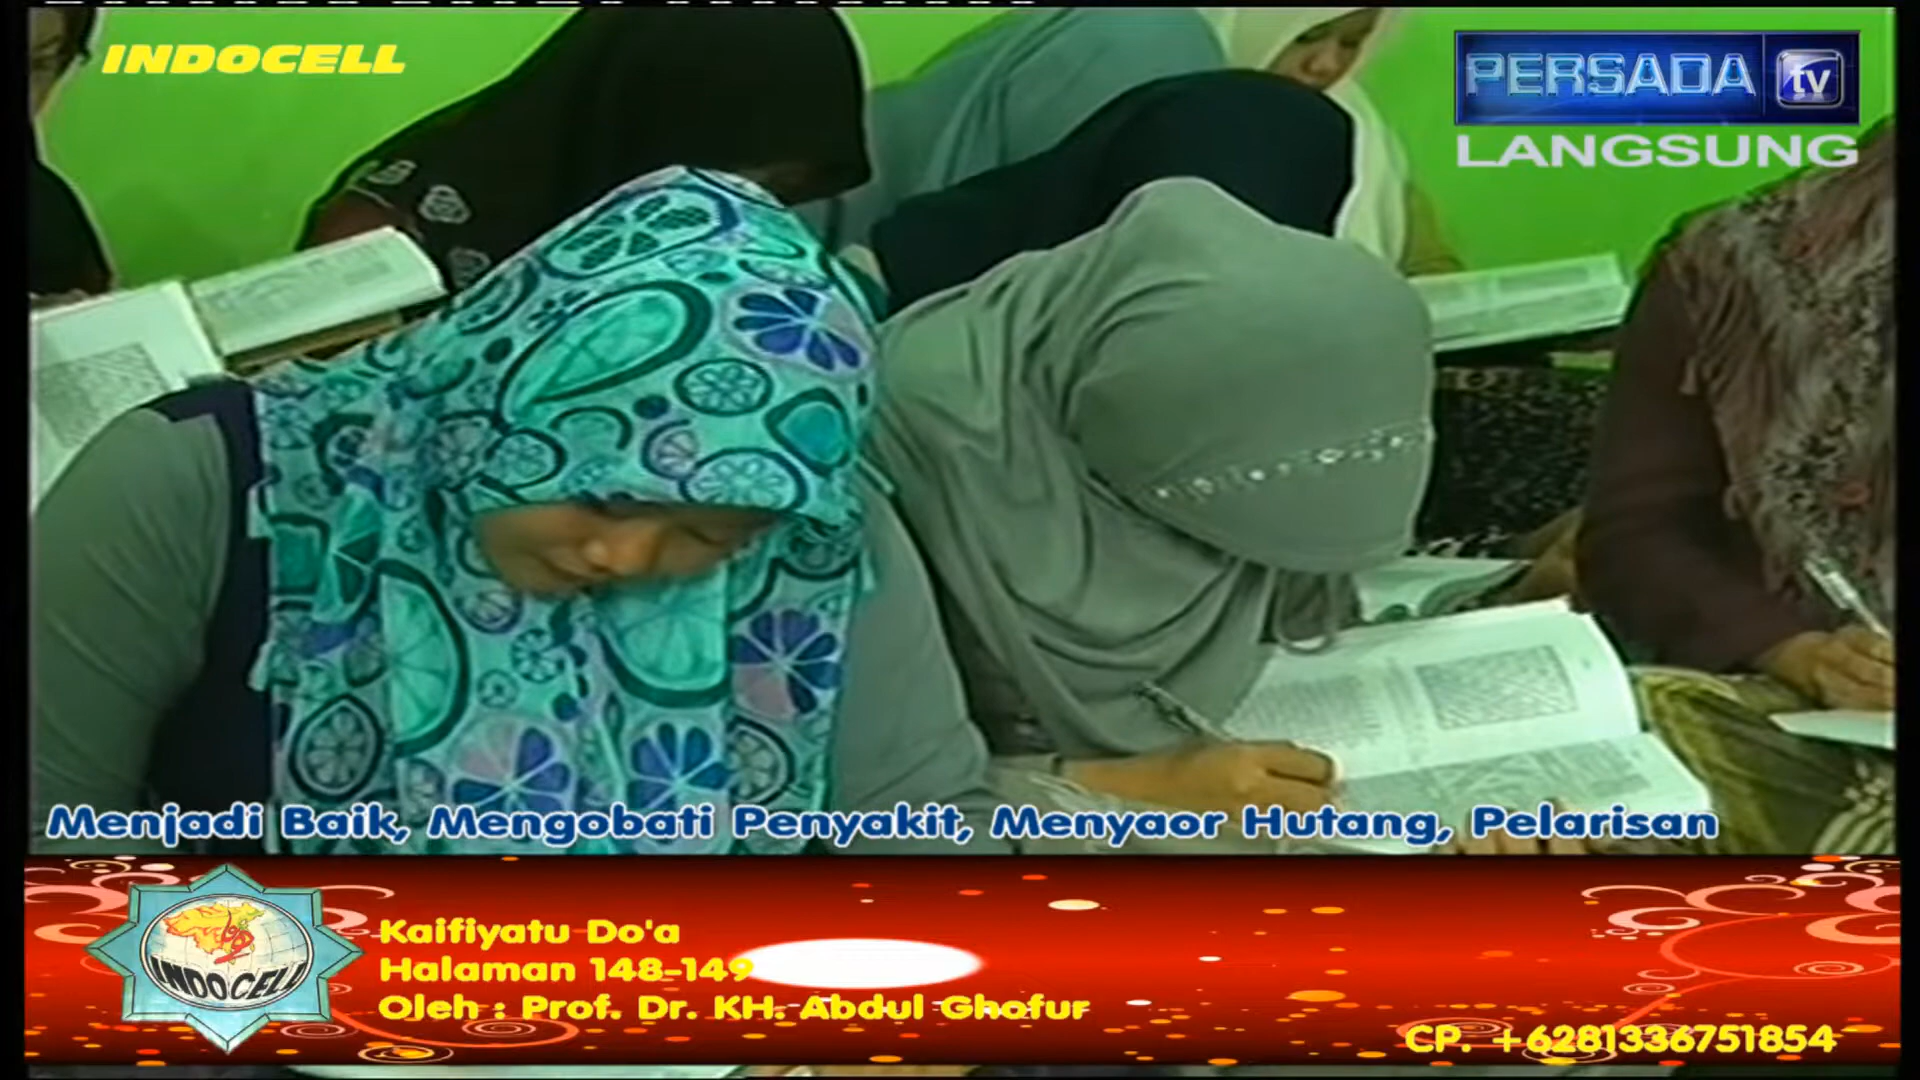 INDOCELL
PERSADA tv
LANGSUNG
Menjadi Baik, Mengobati Penyakit, Menyaor Hutang, Pelarisan
INDOCELL
Kaifiyatu Do'a
Halaman 148-149
Oleh : Prof. Dr. KH. Abdul Ghofur
CP. +6281336751854